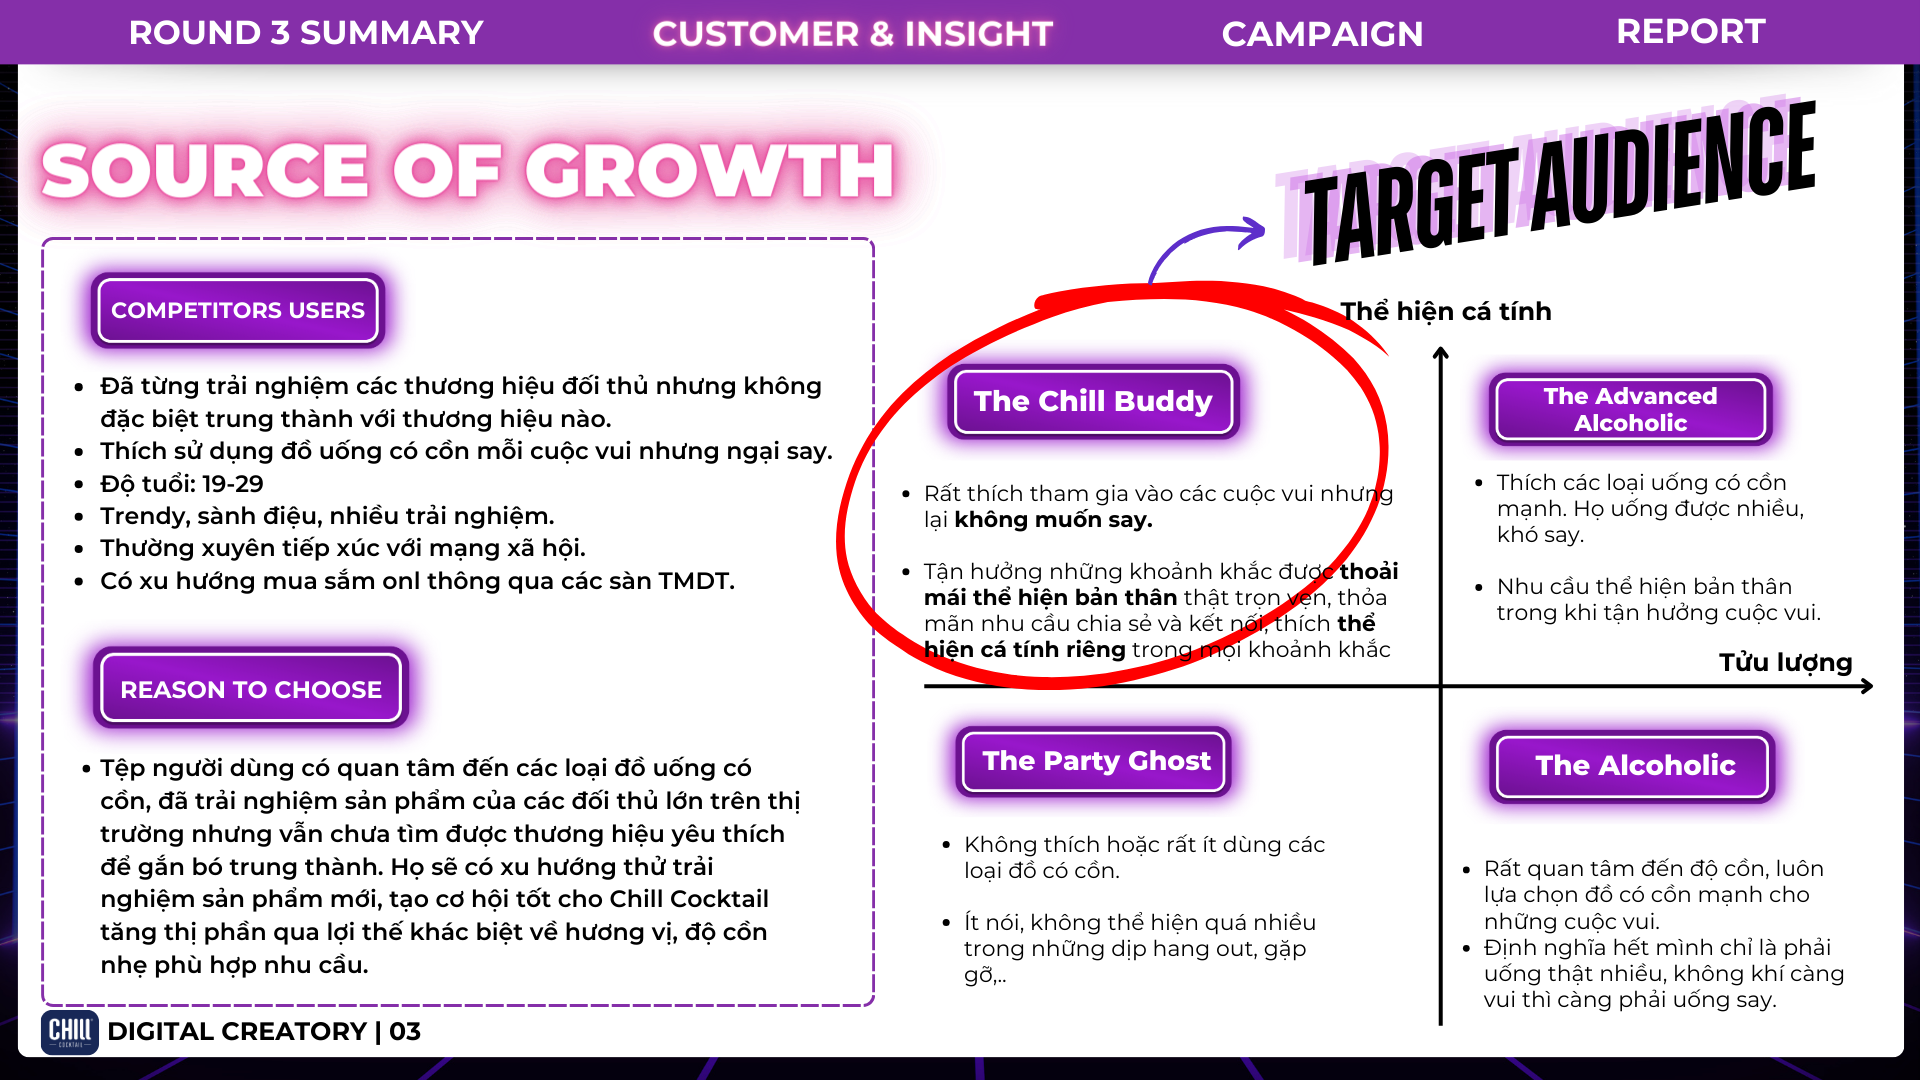 ROUND 3 SUMMARY
CUSTOMER & INSIGHT
CAMPAIGN
REPORT
SOURCE OF GROWTH
TARGET AUDIENCE
COMPETITORS USERS
• Đã từng trải nghiệm các thương hiệu đối thủ nhưng không
đặc biệt trung thành với thương hiệu nào.
• Thích sử dụng đồ uống có cồn mỗi cuộc vui nhưng ngại say.
• Độ tuổi: 19-29
• Trendy, sành điệu, nhiều trải nghiệm.
• Thường xuyên tiếp xúc với mạng xã hội.
• Có xu hướng mua sắm onl thông qua các sàn TMDT.
REASON TO CHOOSE
• Tệp người dùng có quan tâm đến các loại đồ uống có
cồn, đã trải nghiệm sản phẩm của các đối thủ lớn trên thị
trường nhưng vẫn chưa tìm được thương hiệu yêu thích
để gắn bó trung thành. Họ sẽ có xu hướng thử trải
nghiệm sản phẩm mới, tạo cơ hội tốt cho Chill Cocktail
tăng thị phần qua lợi thế khác biệt về hương vị, độ cồn
nhẹ phù hợp nhu cầu.
Thể hiện cá tính
The Chill Buddy
• Rất thích tham gia vào các cuộc vui nhưng
lại không muốn say.
• Tận hưởng những khoảnh khắc được thoải
mái thể hiện bản thân thật trọn vẹn, thỏa
mãn nhu cầu chia sẻ và kết nối, thích thể
hiện cá tính riêng trong mọi khoảnh khắc
The Advanced
Alcoholic
• Thích các loại uống có cồn
mạnh. Họ uống được nhiều,
khó say.
• Nhu cầu thể hiện bản thân
trong khi tận hưởng cuộc vui.
Tửu lượng
The Party Ghost
• Không thích hoặc rất ít dùng các
loại đồ có cồn.
• Ít nói, không thể hiện quá nhiều
trong những dịp hang out, gặp
gỡ,..
The Alcoholic
• Rất quan tâm đến độ cồn, luôn
lựa chọn đồ có cồn mạnh cho
những cuộc vui.
• Định nghĩa hết mình chỉ là phải
uống thật nhiều, không khí càng
vui thì càng phải uống say.
CHILL
COCKTAIL
DIGITAL CREATORY | 03